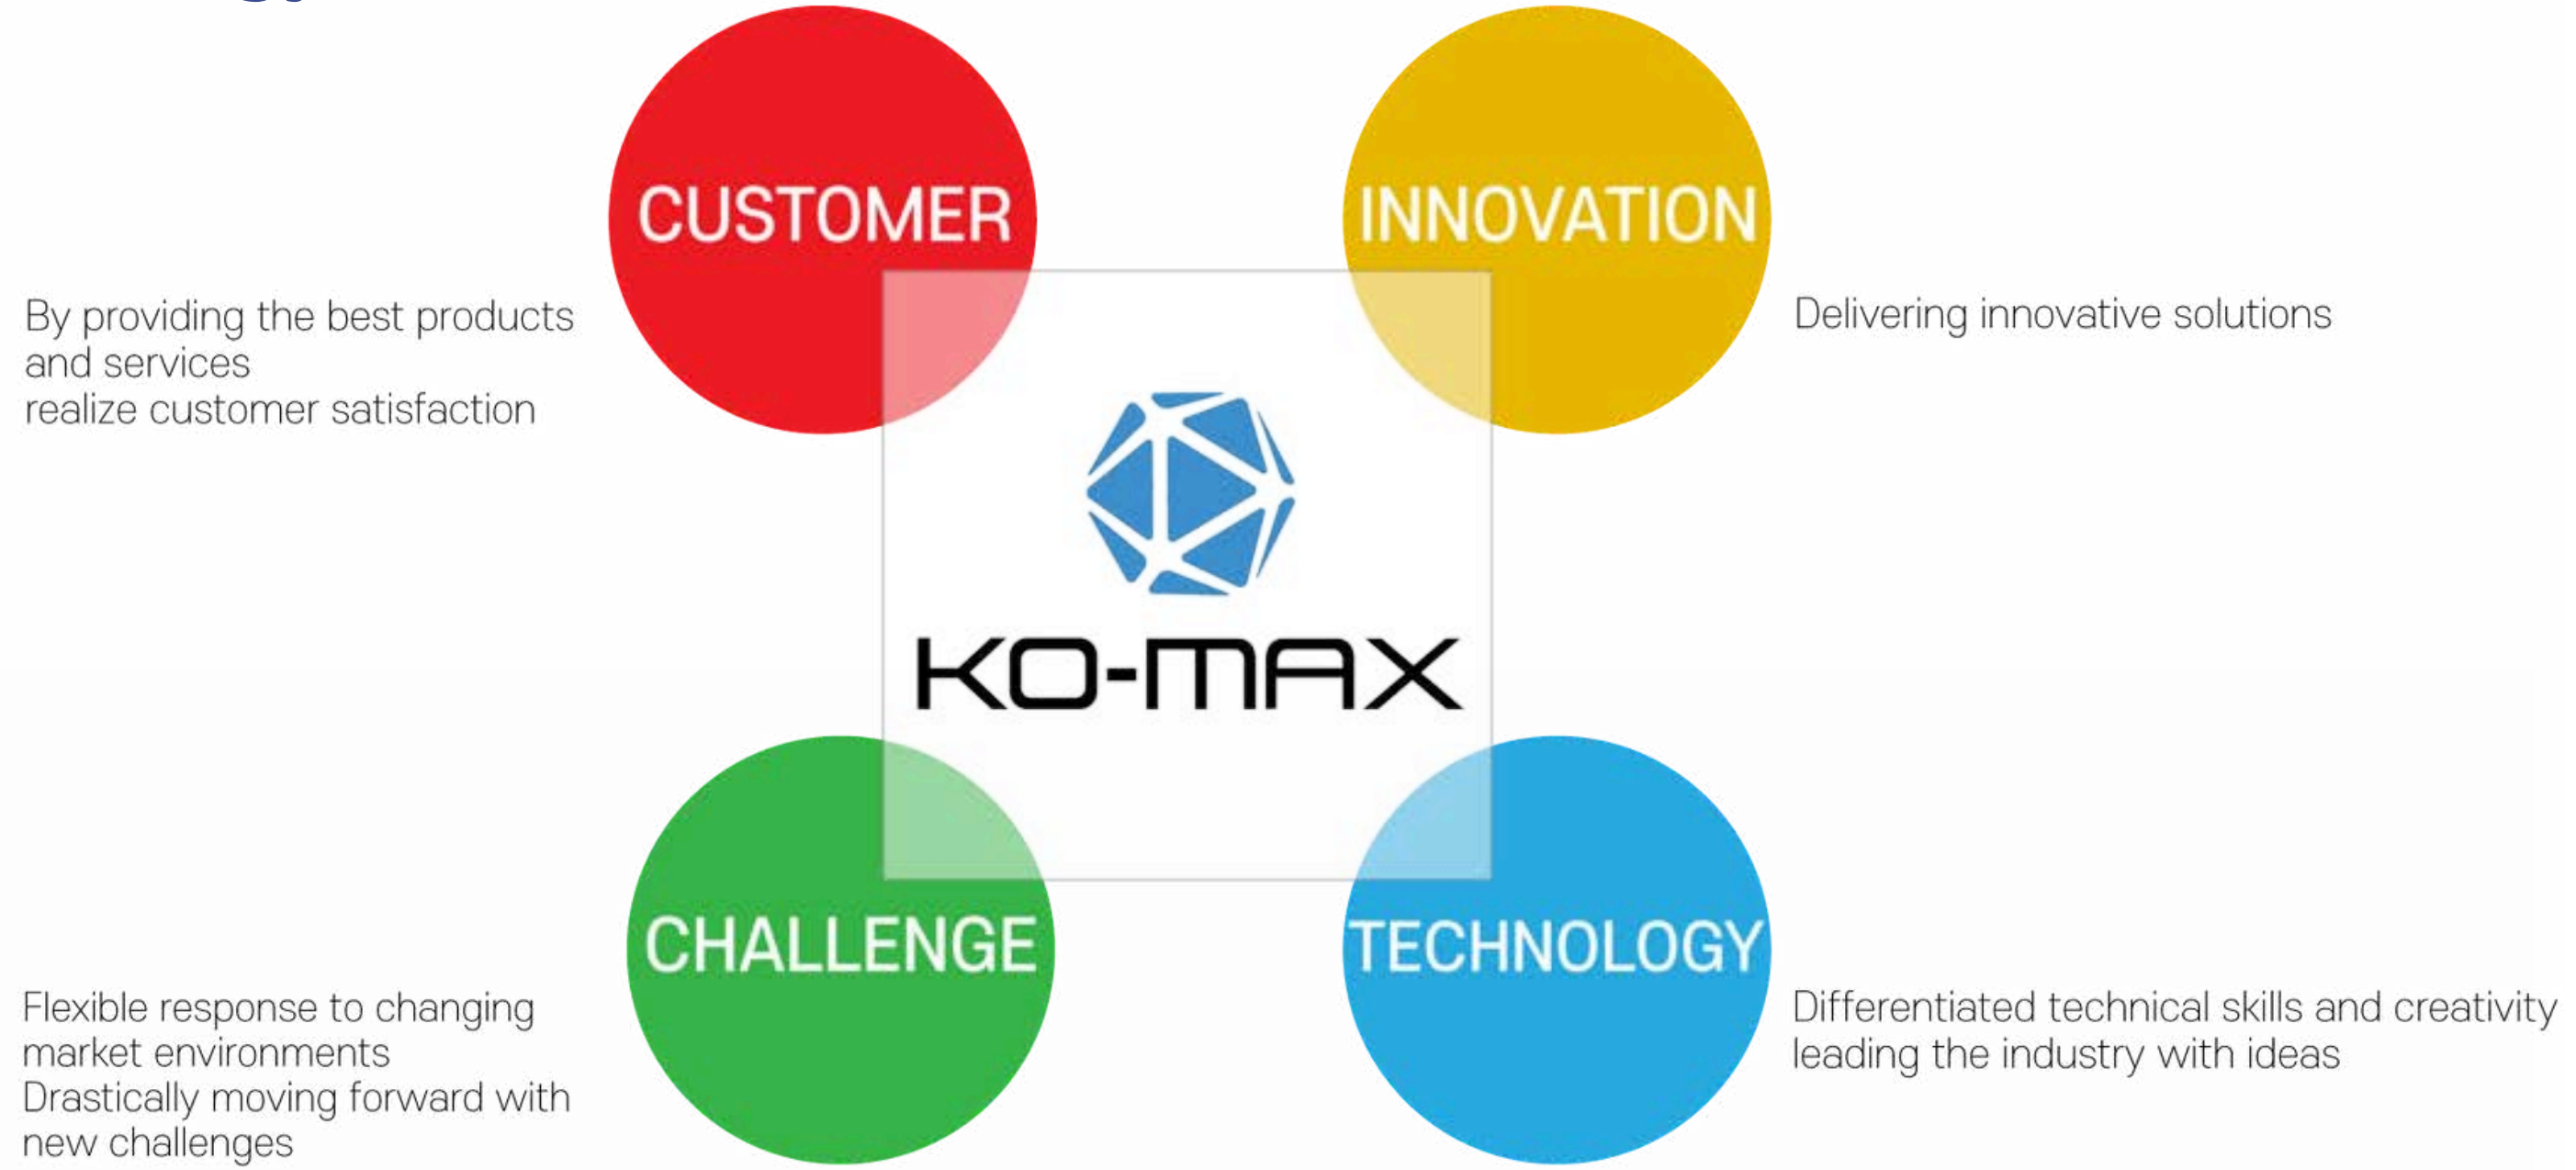 CUSTOMER
By providing the best products
and services
realize customer satisfaction
INNOVATION
Delivering innovative solutions
KO-MAX
CHALLENGE
Flexible response to changing
market environments
Drastically moving forward with
new challenges
TECHNOLOGY
Differentiated technical skills and creativity
leading the industry with ideas